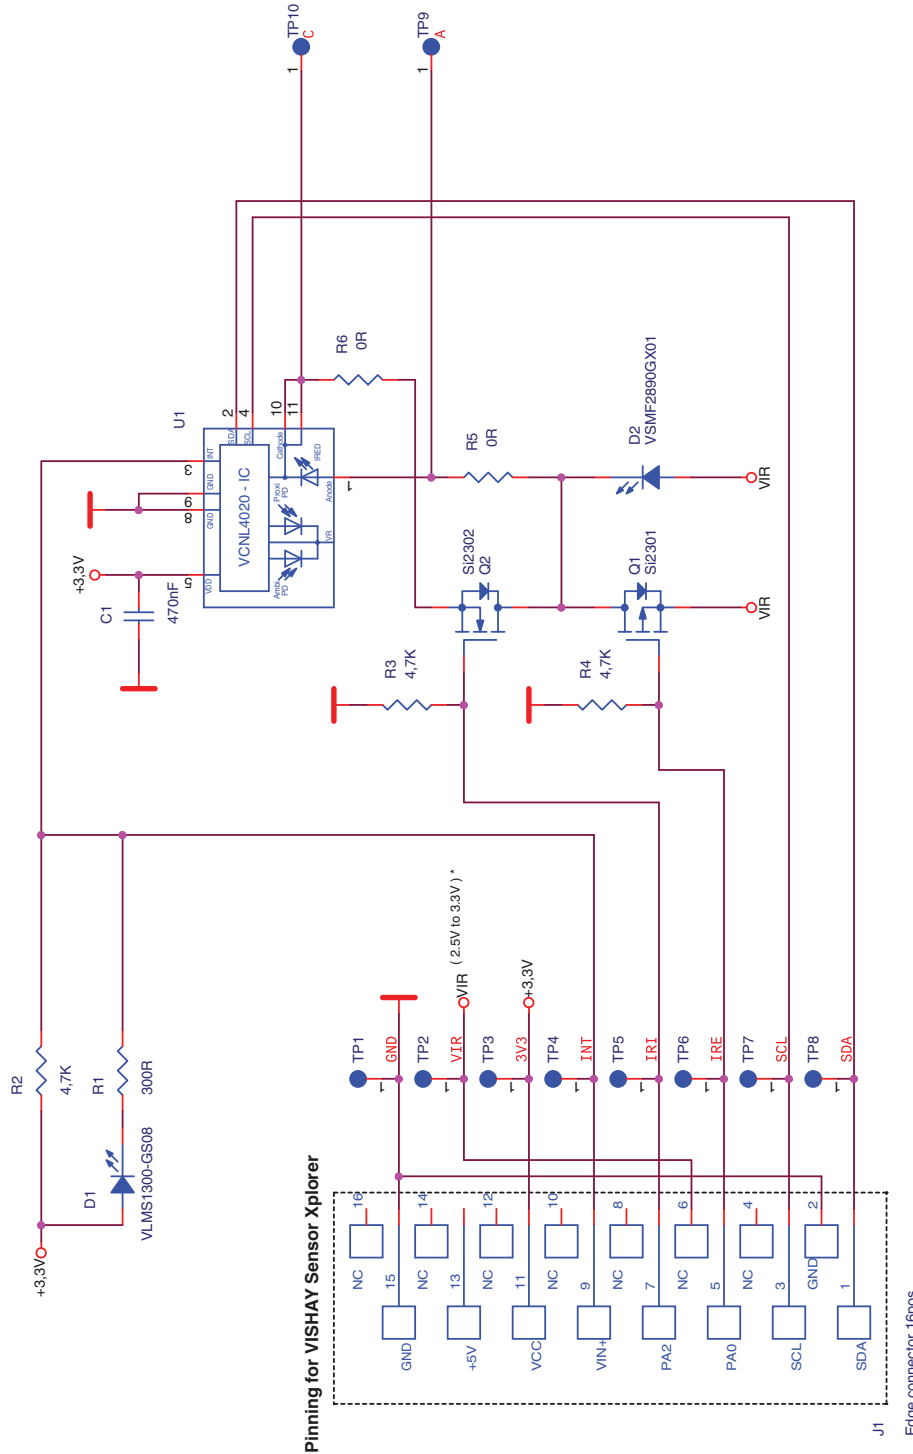 TP10
C
1
TP9
A
1
U1
VCNL4020 - IC
SDA
2
SCL
4
INT
3
GND
9
GND
8
VDD
5
Cathode
10
11
IRED
Proxi
PD
Ambi
PD
VR
Anode
1
+3,3V
C1
470nF
R6
0R
R5
0R
D2
VSMF2890GX01
VIR
Si2302
Q2
Q1
Si2301
VIR
R3
4,7K
R4
4,7K
R2
4,7K
R1
300R
D1
VLMS1300-GS08
+3,3V
VIR
( 2.5V to 3.3V ) *
+3,3V
TP1
GND
1
TP2
VIR
1
TP3
3V3
1
TP4
INT
1
TP5
IRI
1
TP6
IRE
1
TP7
SCL
1
TP8
SDA
1
Pinning for VISHAY Sensor Xplorer
16
NC
15
GND
14
NC
13
+5V
12
NC
11
VCC
10
NC
9
VIN+
8
NC
7
PA2
6
NC
5
PA0
4
NC
3
SCL
2
GND
1
SDA
J1
Edge connector 16pos